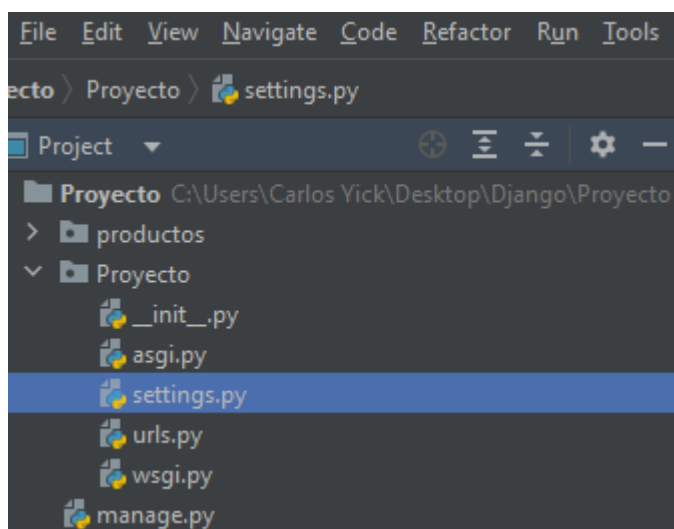 File Edit View Navigate Code Refactor Run Tools
ecto 〉 Proyecto 〉 settings.py
Project
Proyecto C:\Users\Carlos Yick\Desktop\Django\Proyecto
productos
Proyecto
__init__.py
asgi.py
settings.py
urls.py
wsgi.py
manage.py